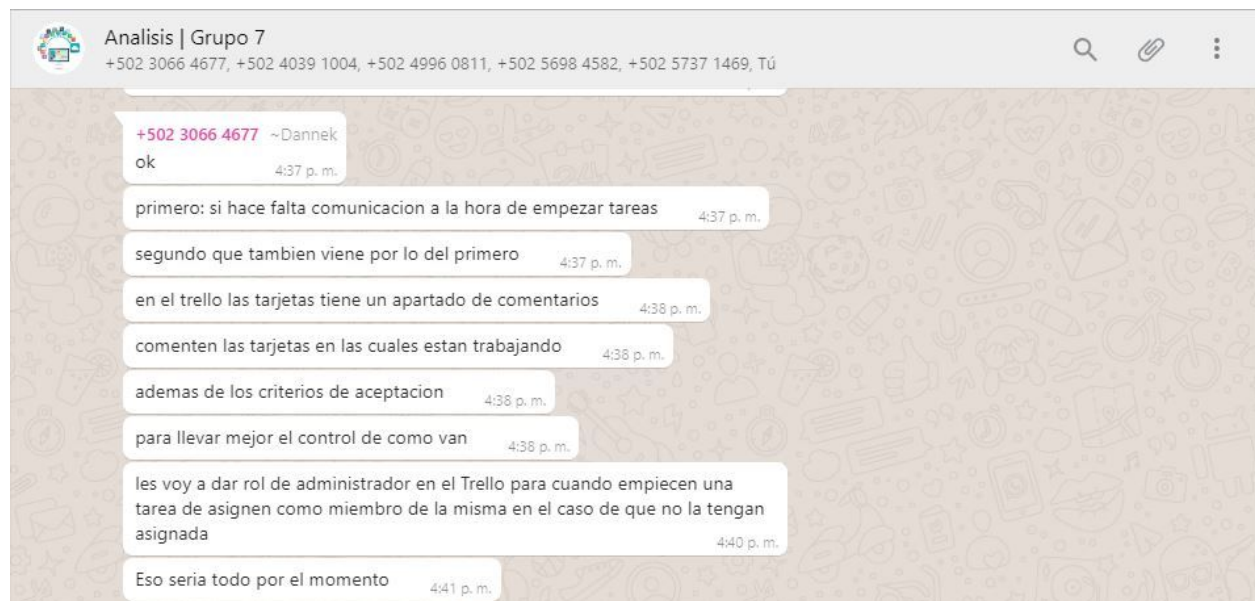 Analisis | Grupo 7
+502 3066 4677, +502 4039 1004, +502 4996 0811, +502 5698 4582, +502 5737 1469, Tú
+502 3066 4677 ~Dannek
ok
4:37 p. m.
primero: si hace falta comunicacion a la hora de empezar tareas 4:37 p. m.
segundo que tambien viene por lo del primero 4:37 p. m.
en el trello las tarjetas tiene un apartado de comentarios 4:38 p. m.
comenten las tarjetas en las cuales estan trabajando 4:38 p. m.
ademas de los criterios de aceptacion 4:38 p. m.
para llevar mejor el control de como van 4:38 p. m.
les voy a dar rol de administrador en el Trello para cuando empiecen una
tarea de asignen como miembro de la misma en el caso de que no la tengan
asignada 4:40 p. m.
Eso seria todo por el momento 4:41 p. m.